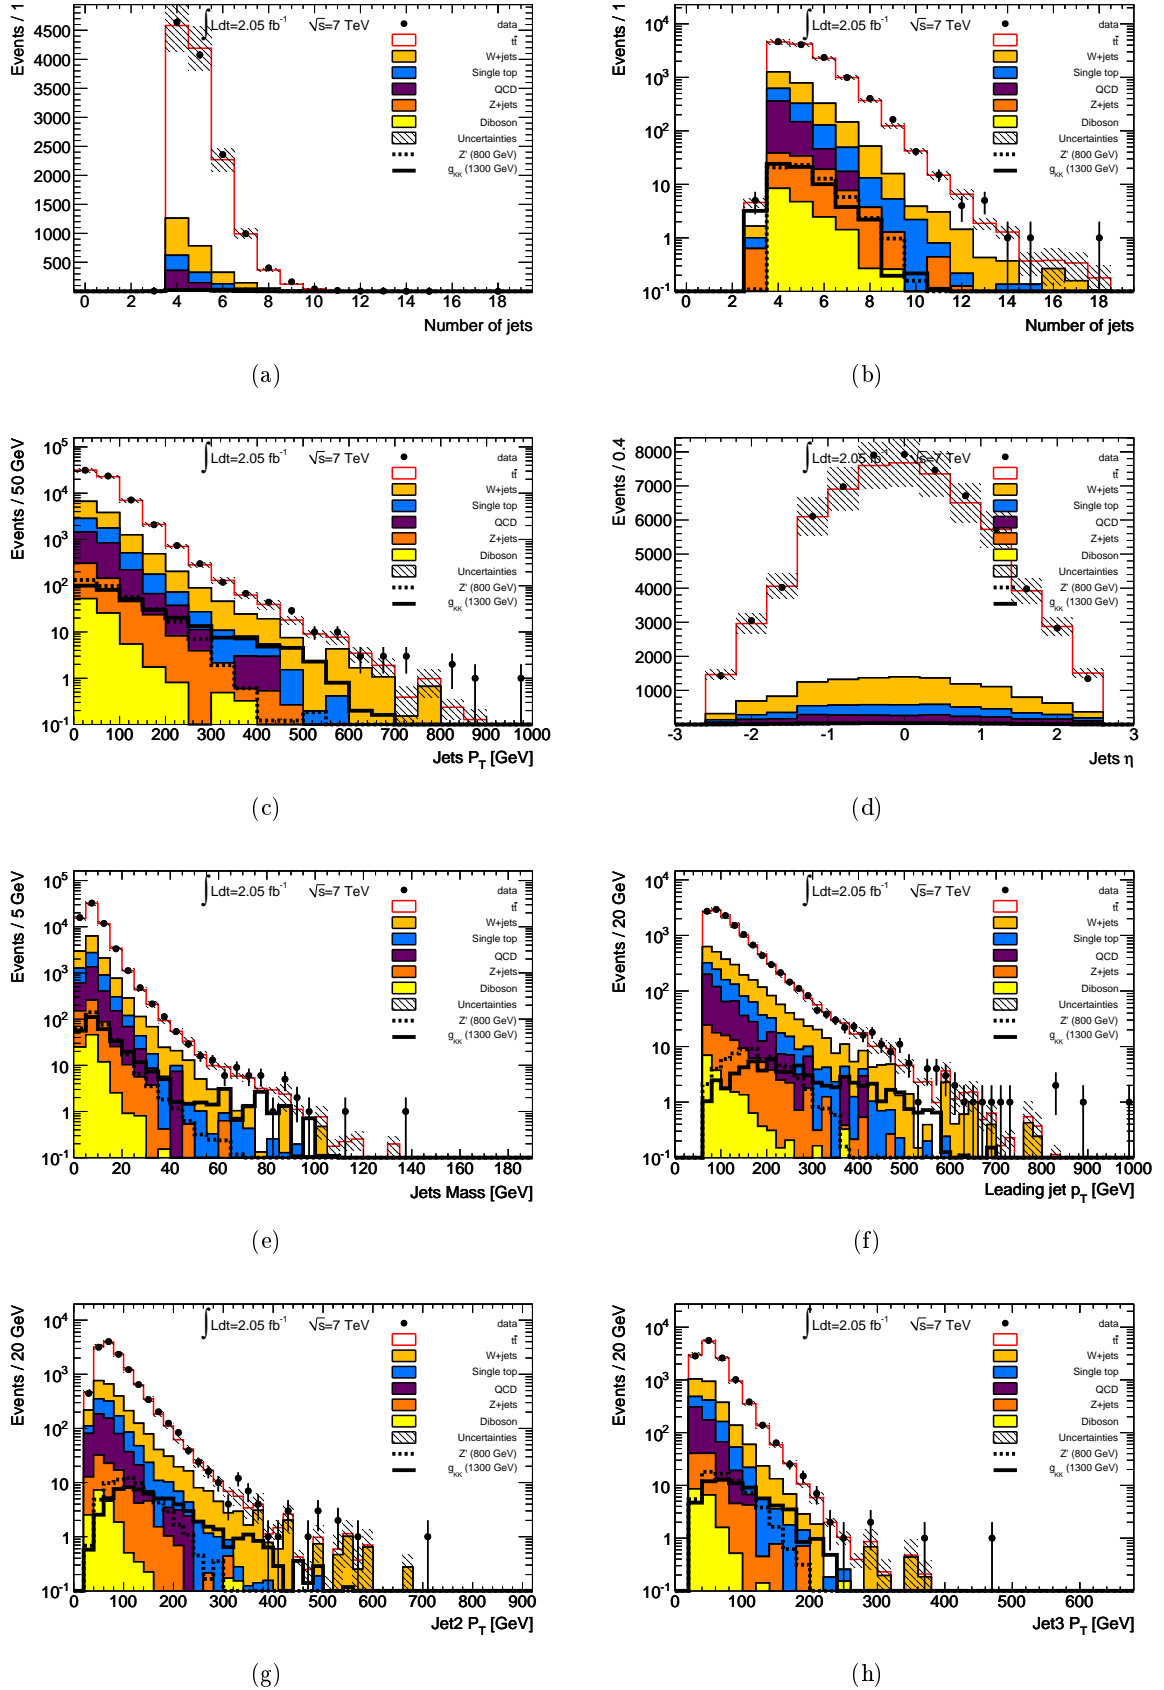 Events / 1
4500
4000
3500
3000
2500
2000
1500
1000
500
0 2 4 6 8 10 12 14 16 18
Number of jets
∫Ldt=2.05 fb⁻¹ √s=7 TeV
data
tt̄
W+jets
Single top
QCD
Z+jets
Diboson
Uncertainties
Z' (800 GeV)
g_KK (1300 GeV)
(a)
Events / 1
10⁴
10³
10²
10
1
10⁻¹
0 2 4 6 8 10 12 14 16 18
Number of jets
∫Ldt=2.05 fb⁻¹ √s=7 TeV
data
tt̄
W+jets
Single top
QCD
Z+jets
Diboson
Uncertainties
Z' (800 GeV)
g_KK (1300 GeV)
(b)
Events / 50 GeV
10⁵
10⁴
10³
10²
10
1
10⁻¹
0 100 200 300 400 500 600 700 800 900 1000
Jets P_T [GeV]
∫Ldt=2.05 fb⁻¹ √s=7 TeV
data
tt̄
W+jets
Single top
QCD
Z+jets
Diboson
Uncertainties
Z' (800 GeV)
g_KK (1300 GeV)
(c)
Events / 0.4
8000
7000
6000
5000
4000
3000
2000
1000
-3 -2 -1 0 1 2 3
Jets η
∫Ldt=2.05 fb⁻¹ √s=7 TeV
data
tt̄
W+jets
Single top
QCD
Z+jets
Diboson
Uncertainties
Z' (800 GeV)
g_KK (1300 GeV)
(d)
Events / 5 GeV
10⁵
10⁴
10³
10²
10
1
10⁻¹
0 20 40 60 80 100 120 140 160 180
Jets Mass [GeV]
∫Ldt=2.05 fb⁻¹ √s=7 TeV
data
tt̄
W+jets
Single top
QCD
Z+jets
Diboson
Uncertainties
Z' (800 GeV)
g_KK (1300 GeV)
(e)
Events / 20 GeV
10⁴
10³
10²
10
1
10⁻¹
0 100 200 300 400 500 600 700 800 900 1000
Leading jet p_T [GeV]
∫Ldt=2.05 fb⁻¹ √s=7 TeV
data
tt̄
W+jets
Single top
QCD
Z+jets
Diboson
Uncertainties
Z' (800 GeV)
g_KK (1300 GeV)
(f)
Events / 20 GeV
10⁴
10³
10²
10
1
10⁻¹
0 100 200 300 400 500 600 700 800 900
Jet2 P_T [GeV]
∫Ldt=2.05 fb⁻¹ √s=7 TeV
data
tt̄
W+jets
Single top
QCD
Z+jets
Diboson
Uncertainties
Z' (800 GeV)
g_KK (1300 GeV)
(g)
Events / 20 GeV
10⁴
10³
10²
10
1
10⁻¹
0 100 200 300 400 500 600
Jet3 P_T [GeV]
∫Ldt=2.05 fb⁻¹ √s=7 TeV
data
tt̄
W+jets
Single top
QCD
Z+jets
Diboson
Uncertainties
Z' (800 GeV)
g_KK (1300 GeV)
(h)